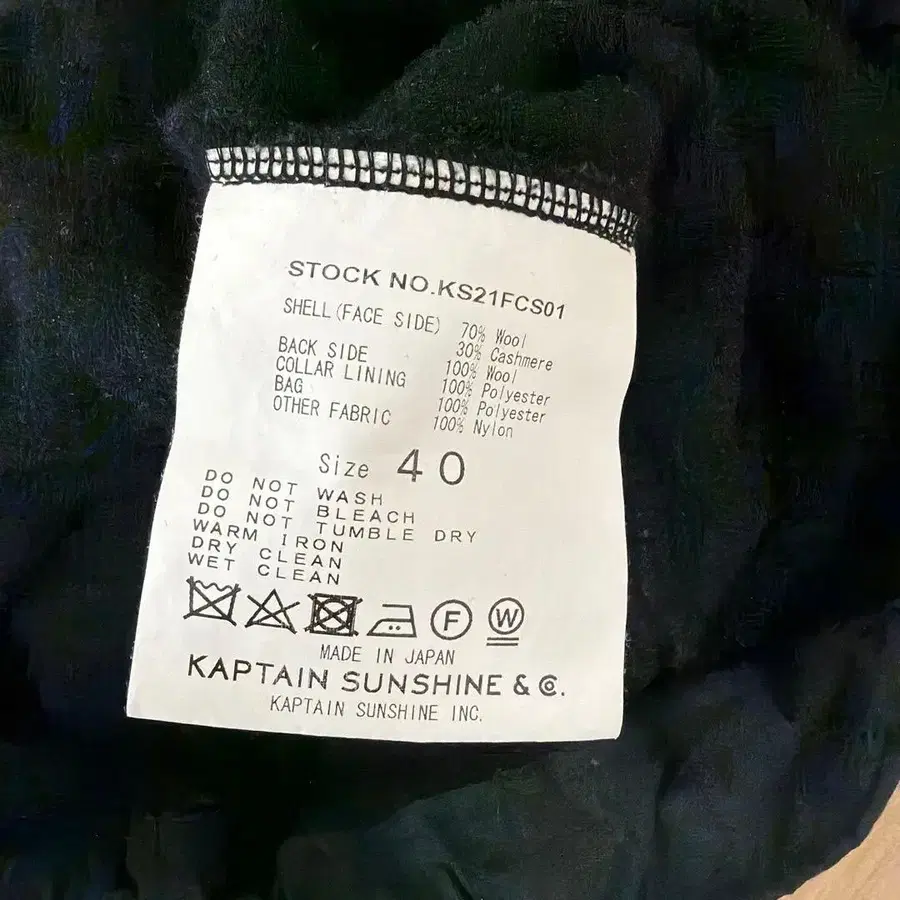 STOCK NO.KS21FCS01
SHELL(FACE SIDE) 70% Wool
30% Cashmere
BACK SIDE 100% Wool
COLLAR LINING 100% Polyester
BAG 100% Polyester
OTHER FABRIC 100% Nylon
Size 40
DO NOT WASH
DO NOT BLEACH
DO NOT TUMBLE DRY
WARM IRON
DRY CLEAN
WET CLEAN
F W
MADE IN JAPAN
KAPTAIN SUNSHINE & Co.
KAPTAIN SUNSHINE INC.